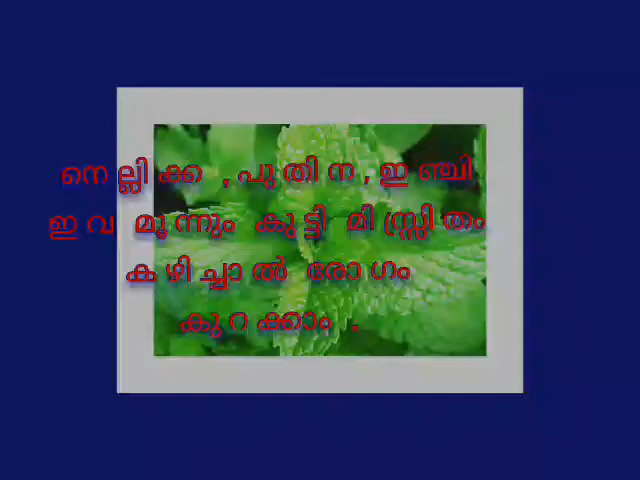 നെല്ലിക്ക ,പുതിന,ഇഞ്ചി
ഇവ മൂന്നും കുട്ടി മിസ്സ്രിതം
കഴിച്ചാൽ രോഗം
കുറക്കാം .